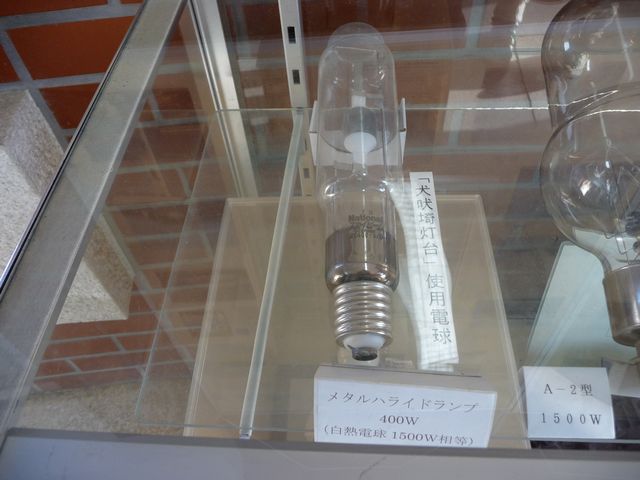 「犬吠埼灯台」 使用電球
National
メタルハライドランプ
400W
(白熱電球 1500W相等)
A－2型
1500W